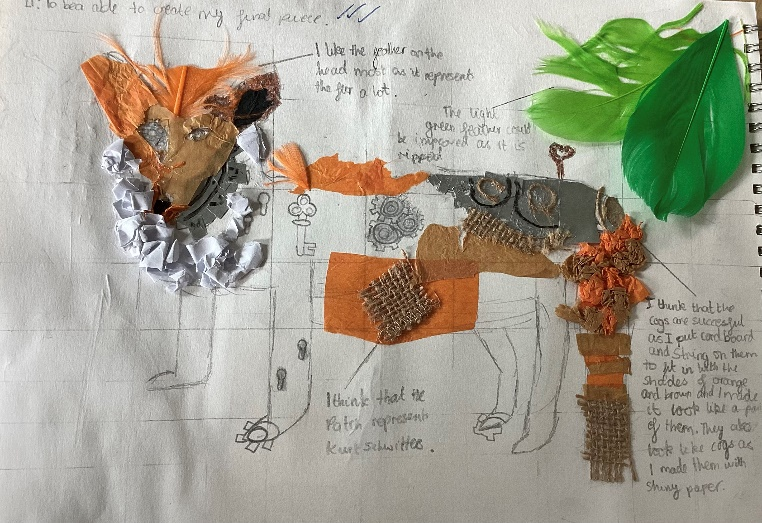 LI: To be able to create my final piece.
I like the feather on the
head most as it represents
the fur a lot.
The light
green feather could
be improved as it is
ripped
I think that the
cogs are successful
as I put cardboard
and string on them
to fit in with the
shades of orange
and brown and I made
it look like a
of them. They also
look like cogs as
I made them with
shiny paper.
I think that the
Patch represents
Kurt Schwitters.